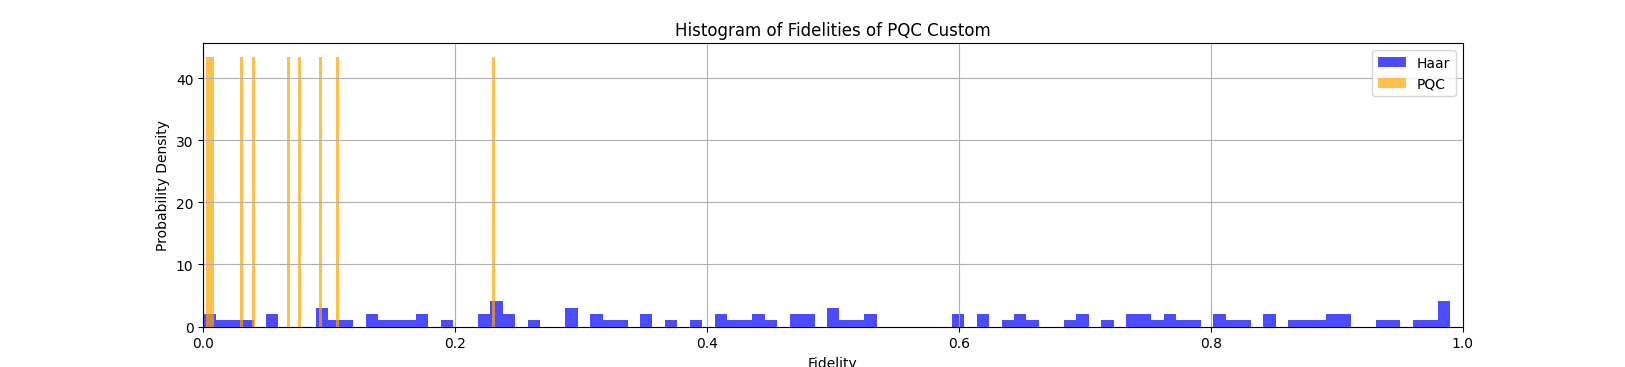 Histogram of Fidelities of PQC Custom
Haar
PQC
Probability Density
40
30
20
10
0
0.0 0.2 0.4 0.6 0.8 1.0
Fidelity